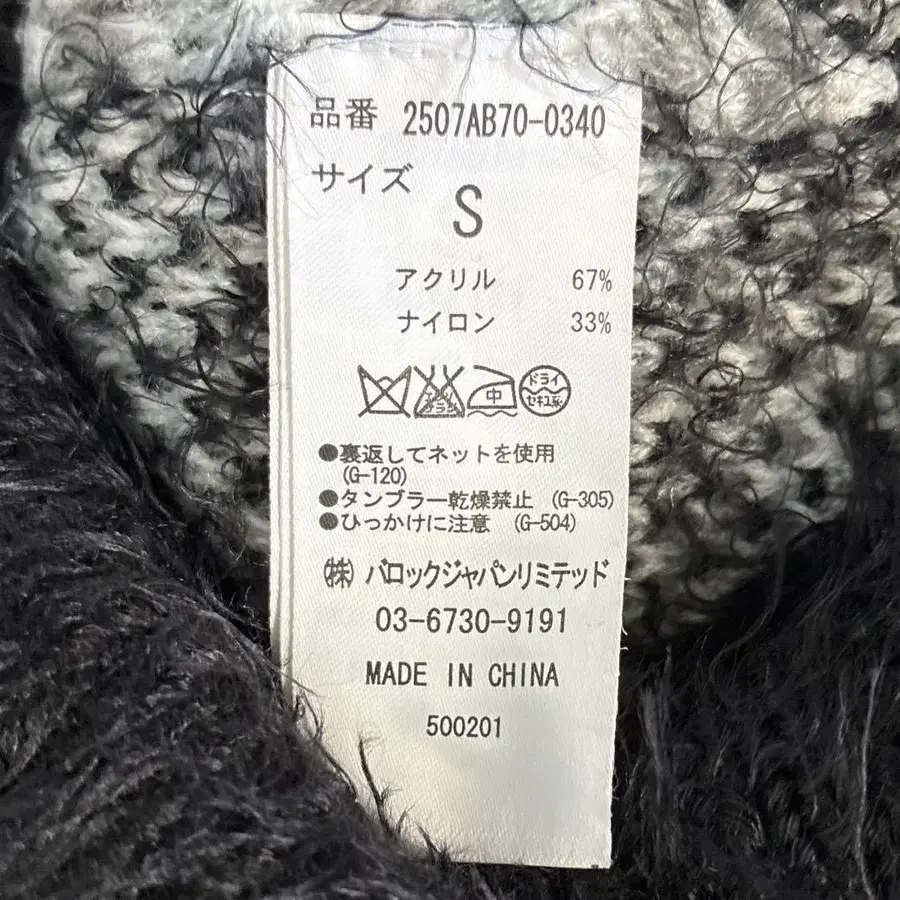 品番 2507AB70-0340
サイズ
S
アクリル 67%
ナイロン 33%
中 ドライ
セキユ系
●裏返してネットを使用
(G-120)
●タンブラー乾燥禁止 (G-305)
●ひっかけに注意 (G-504)
㈱ バロックジャパンリミテッド
03-6730-9191
MADE IN CHINA
500201